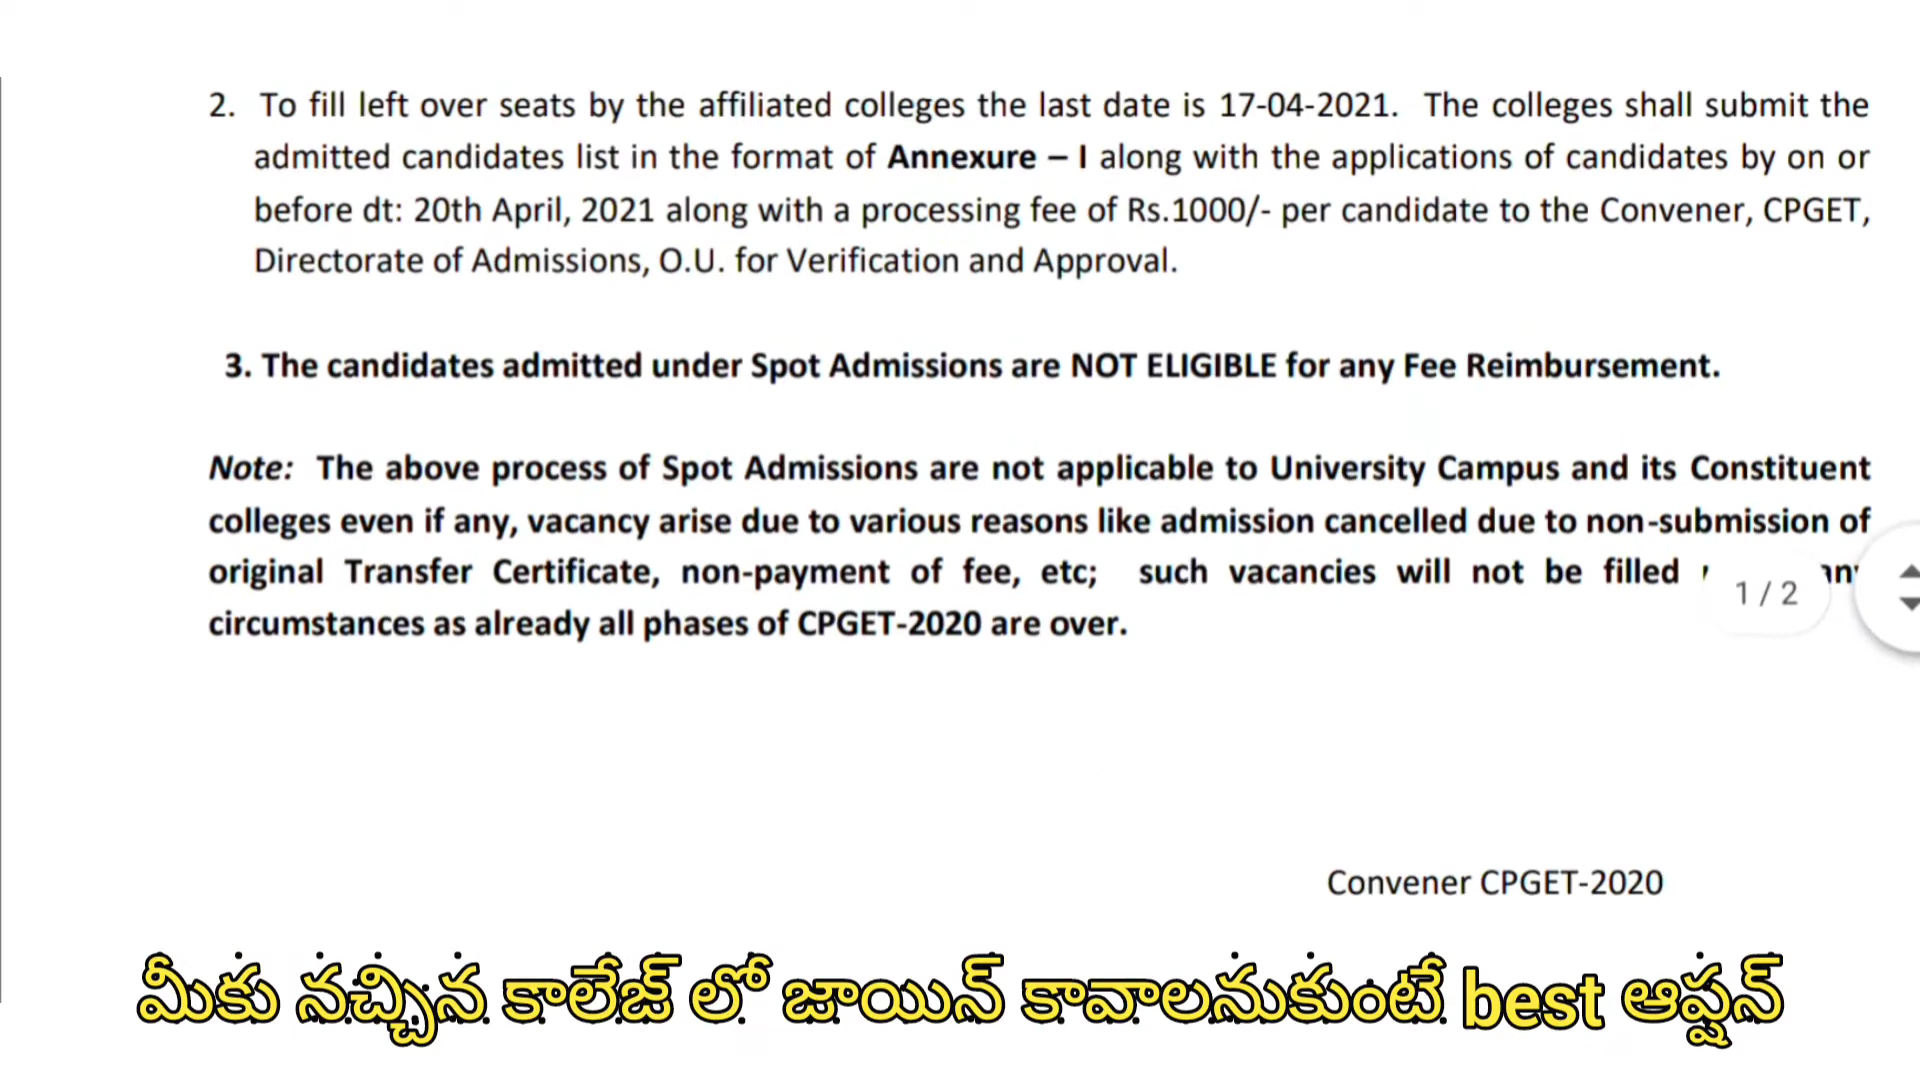 2. To fill left over seats by the affiliated colleges the last date is 17-04-2021. The colleges shall submit the
admitted candidates list in the format of Annexure – I along with the applications of candidates by on or
before dt: 20th April, 2021 along with a processing fee of Rs.1000/- per candidate to the Convener, CPGET,
Directorate of Admissions, O.U. for Verification and Approval.
3. The candidates admitted under Spot Admissions are NOT ELIGIBLE for any Fee Reimbursement.
Note: The above process of Spot Admissions are not applicable to University Campus and its Constituent
colleges even if any, vacancy arise due to various reasons like admission cancelled due to non-submission of
original Transfer Certificate, non-payment of fee, etc; such vacancies will not be filled
1 / 2
circumstances as already all phases of CPGET-2020 are over.
Convener CPGET-2020
మీకు నచ్చిన కాలేజ్ లో జాయిన్ కావాలనుకుంటే best ఆప్షన్